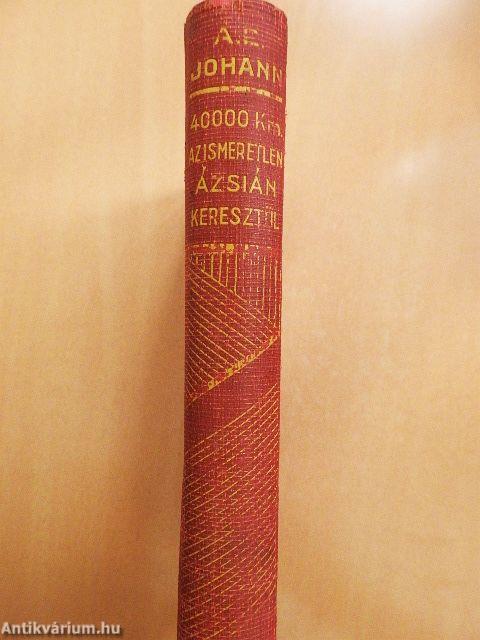 A.E.
JOHANN
40000 Km.
AZ ISMERETLEN
ÁZSIÁN
KERESZTÜL
Antikvárium.hu